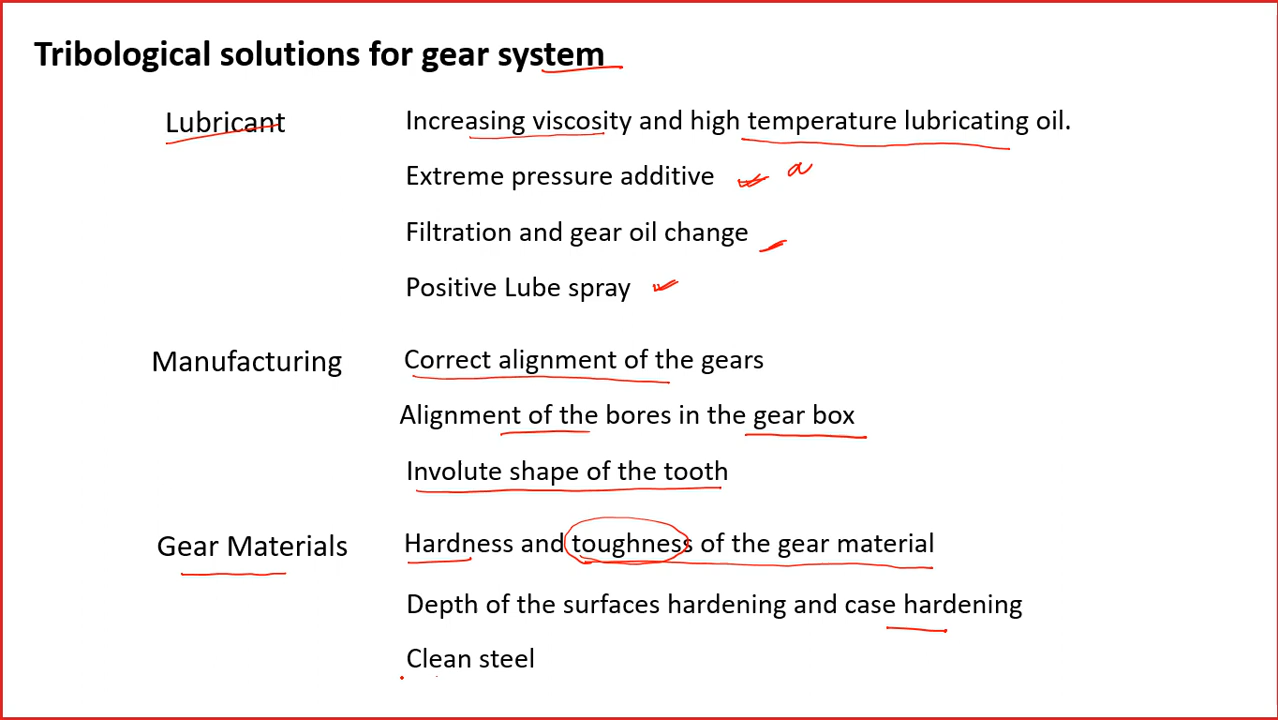 Tribological solutions for gear system
Lubricant Increasing viscosity and high temperature lubricating oil.
Extreme pressure additive
Filtration and gear oil change
Positive Lube spray
Manufacturing Correct alignment of the gears
Alignment of the bores in the gear box
Involute shape of the tooth
Gear Materials Hardness and toughness of the gear material
Depth of the surfaces hardening and case hardening
Clean steel